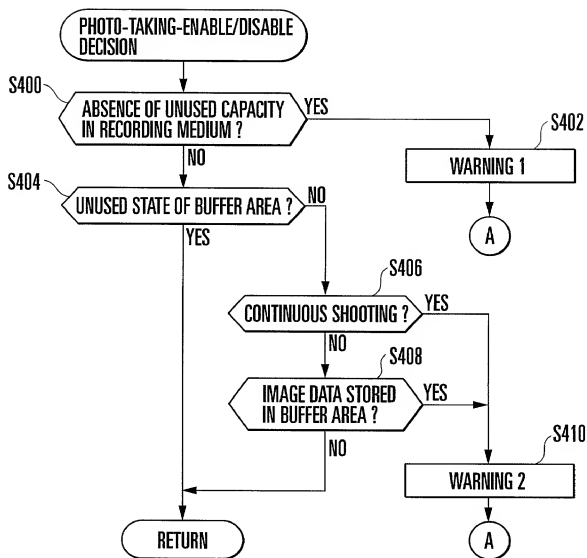 PHOTO-TAKING-ENABLE/DISABLE
DECISION
S400
ABSENCE OF UNUSED CAPACITY
IN RECORDING MEDIUM ?
YES
S402
WARNING 1
NO
A
S404
UNUSED STATE OF BUFFER AREA ?
NO
YES
S406
CONTINUOUS SHOOTING ?
YES
NO
S408
IMAGE DATA STORED
IN BUFFER AREA ?
YES
NO
S410
WARNING 2
RETURN
A